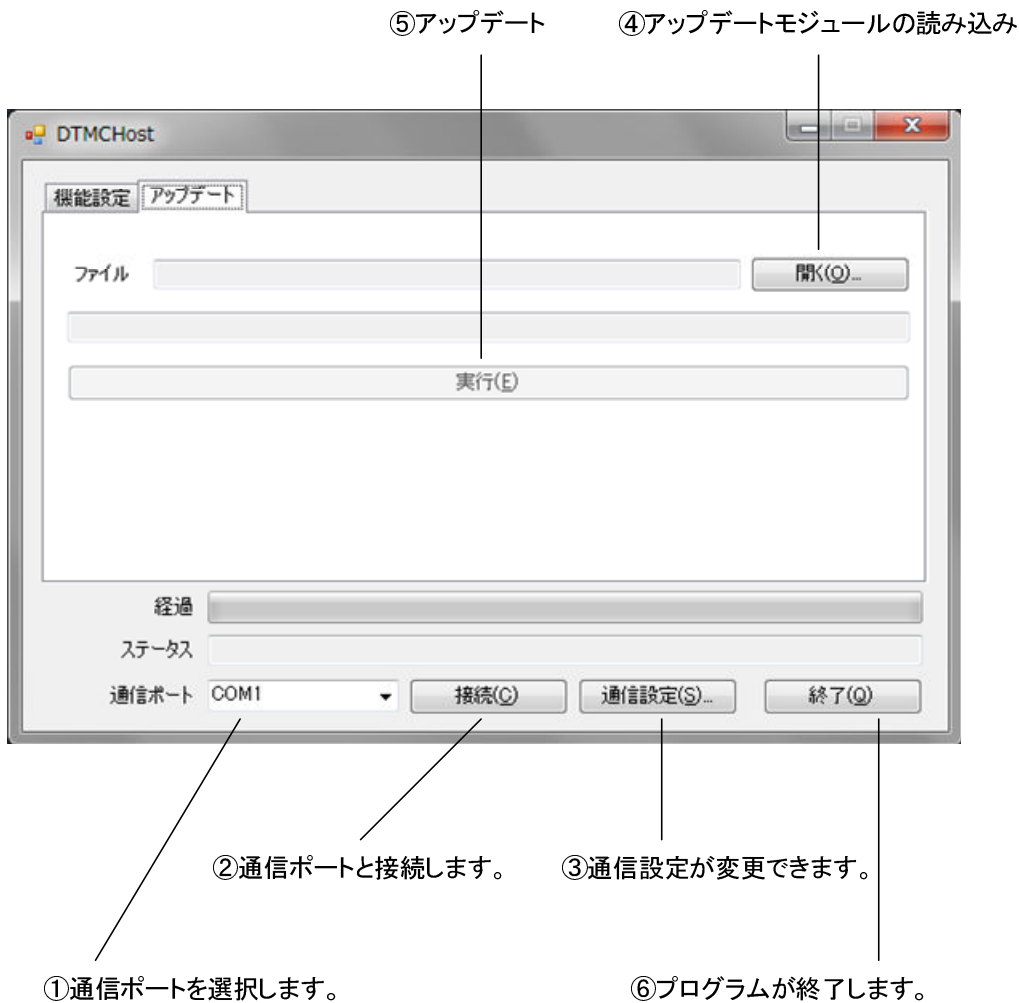 ⑤アップデート
④アップデートモジュールの読み込み
DTMCHost
機能設定 アップデート
ファイル 開く(O)...
実行(E)
経過
ステータス
通信ポート COM1 接続(C) 通信設定(S)... 終了(Q)
②通信ポートと接続します。
③通信設定が変更できます。
①通信ポートを選択します。
⑥プログラムが終了します。